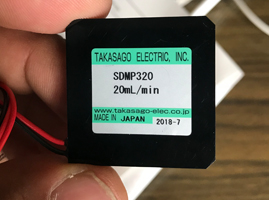 TAKASAGO ELECTRIC, INC.
SDMP320
20mL/min
www.takasago-elec.co.jp
MADE IN JAPAN 2018-7